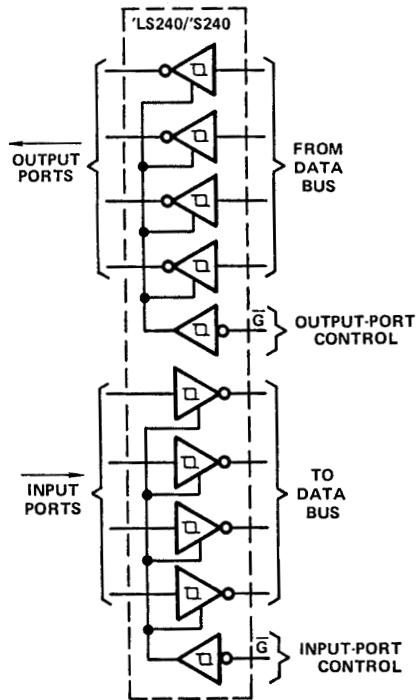 'LS240/'S240
OUTPUT
PORTS
FROM
DATA
BUS
G̅
OUTPUT-PORT
CONTROL
INPUT
PORTS
TO
DATA
BUS
G̅
INPUT-PORT
CONTROL